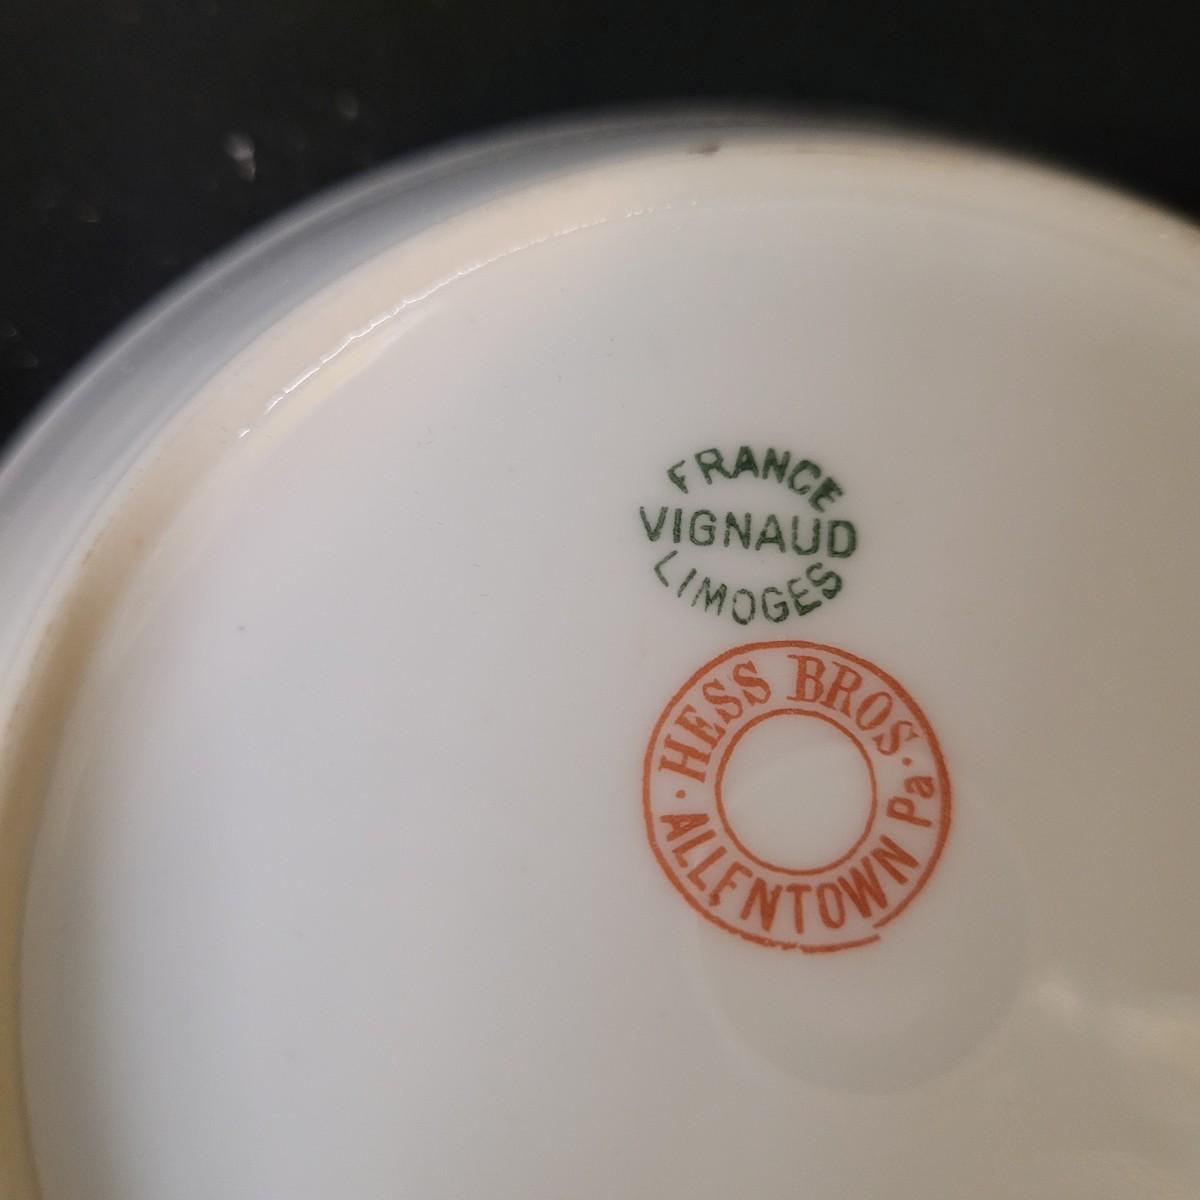 FRANCE
VIGNAUD
LIMOGES
· HESS BROS ·
ALLENTOWN Pa